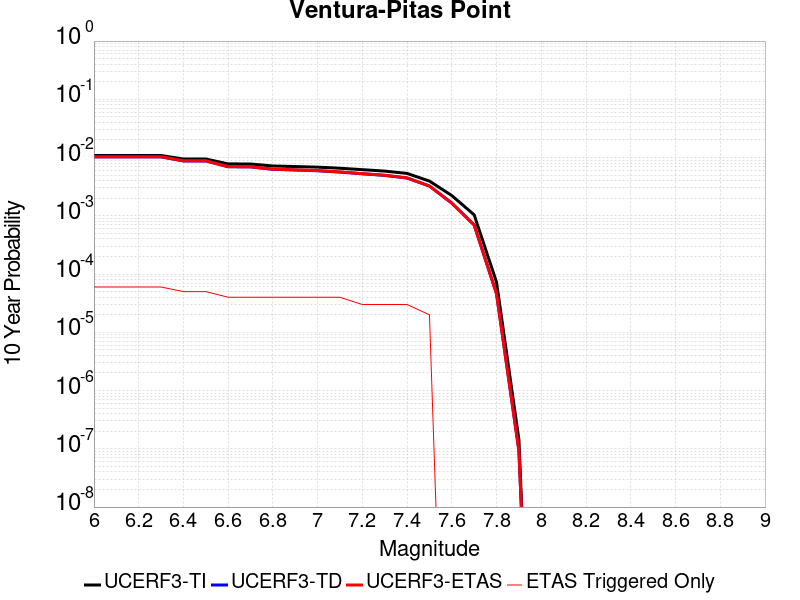 Ventura-Pitas Point
10 Year Probability
10^0
10^-1
10^-2
10^-3
10^-4
10^-5
10^-6
10^-7
10^-8
6 6.2 6.4 6.6 6.8 7 7.2 7.4 7.6 7.8 8 8.2 8.4 8.6 8.8 9
Magnitude
UCERF3-TI UCERF3-TD UCERF3-ETAS ETAS Triggered Only